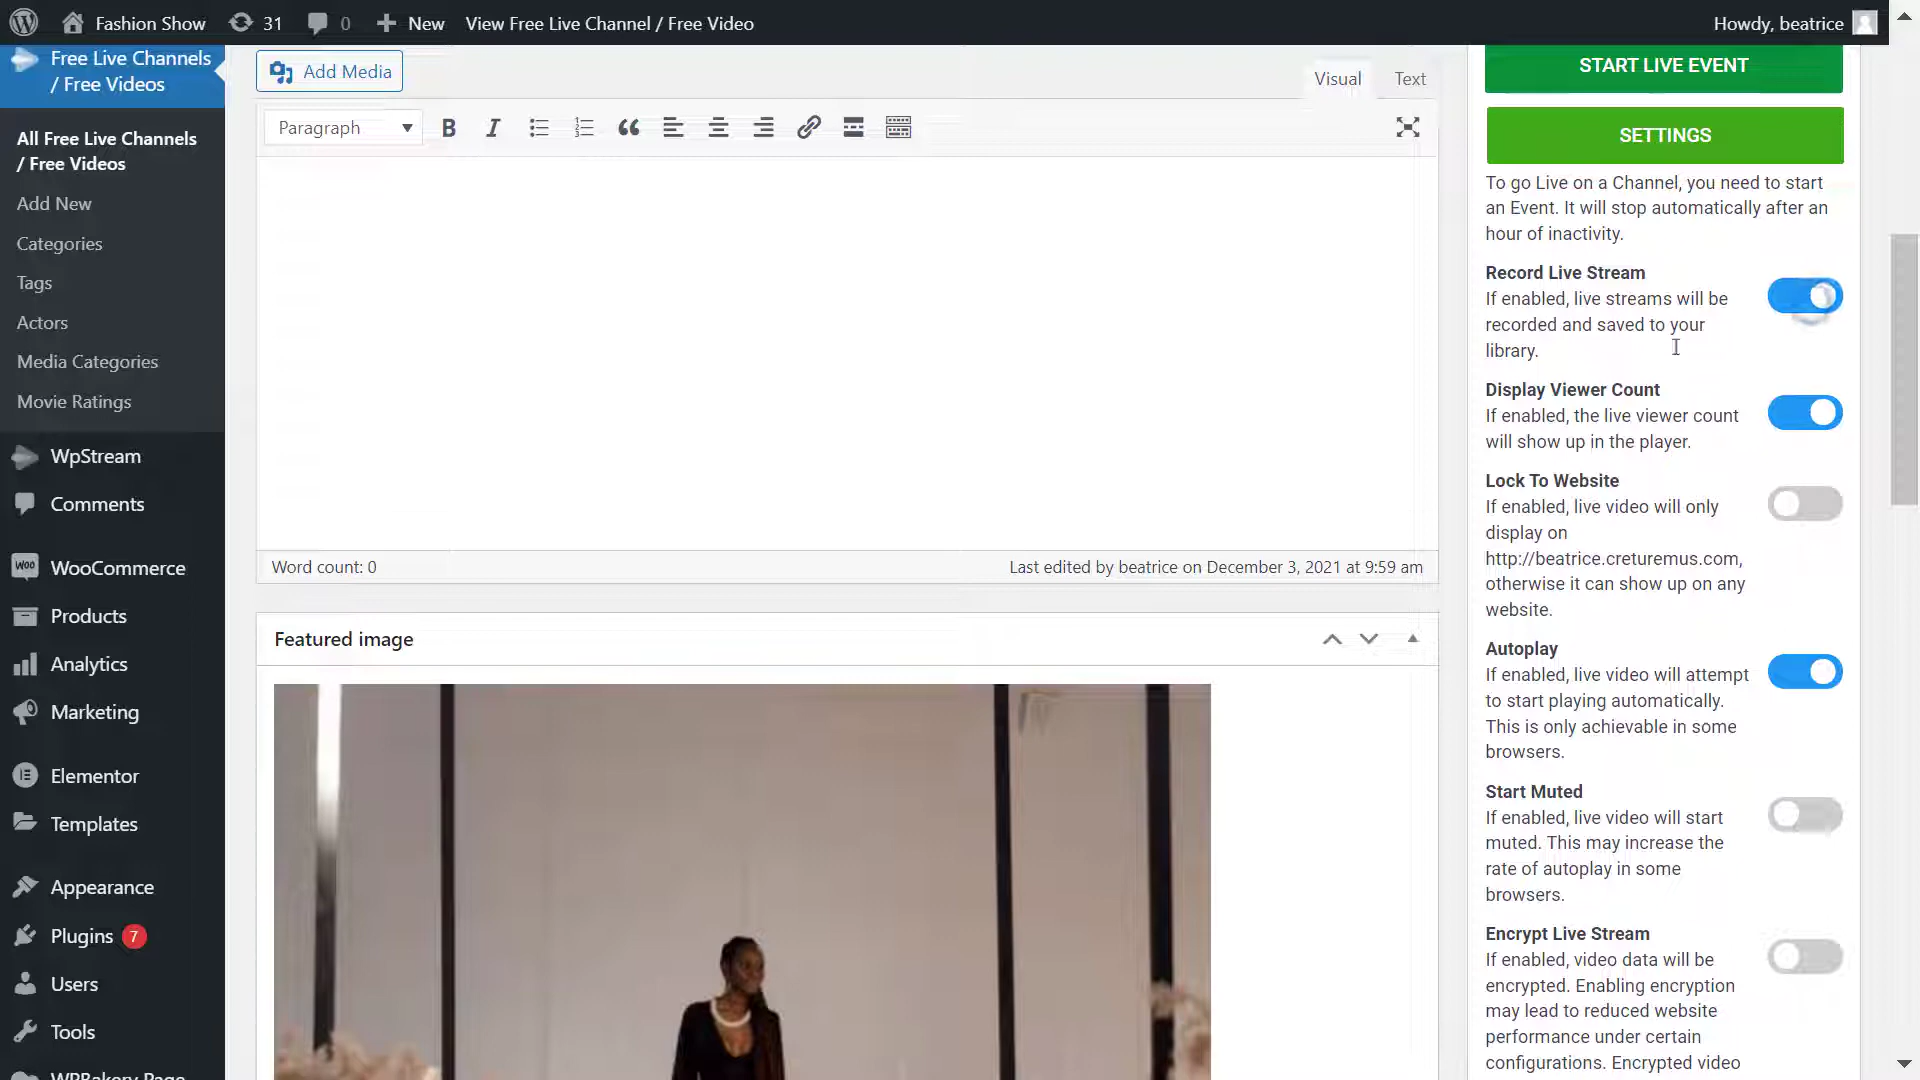 Fashion Show
31
0
New
View Free Live Channel / Free Video
Howdy, beatrice
Free Live Channels
/ Free Videos
All Free Live Channels
/ Free Videos
Add New
Categories
Tags
Actors
Media Categories
Movie Ratings
WpStream
Comments
WOO
WooCommerce
Products
Analytics
Marketing
Elementor
Templates
Appearance
Plugins 7
Users
Tools
WPBakery Page
Add Media
Visual
Text
Paragraph
Word count: 0
Last edited by beatrice on December 3, 2021 at 9:59 am
Featured image
START LIVE EVENT
SETTINGS
To go Live on a Channel, you need to start
an Event. It will stop automatically after an
hour of inactivity.
Record Live Stream
If enabled, live streams will be
recorded and saved to your
library.
Display Viewer Count
If enabled, the live viewer count
will show up in the player.
Lock To Website
If enabled, live video will only
display on
http://beatrice.creturemus.com,
otherwise it can show up on any
website.
Autoplay
If enabled, live video will attempt
to start playing automatically.
This is only achievable in some
browsers.
Start Muted
If enabled, live video will start
muted. This may increase the
rate of autoplay in some
browsers.
Encrypt Live Stream
If enabled, video data will be
encrypted. Enabling encryption
may lead to reduced website
performance under certain
configurations. Encrypted video